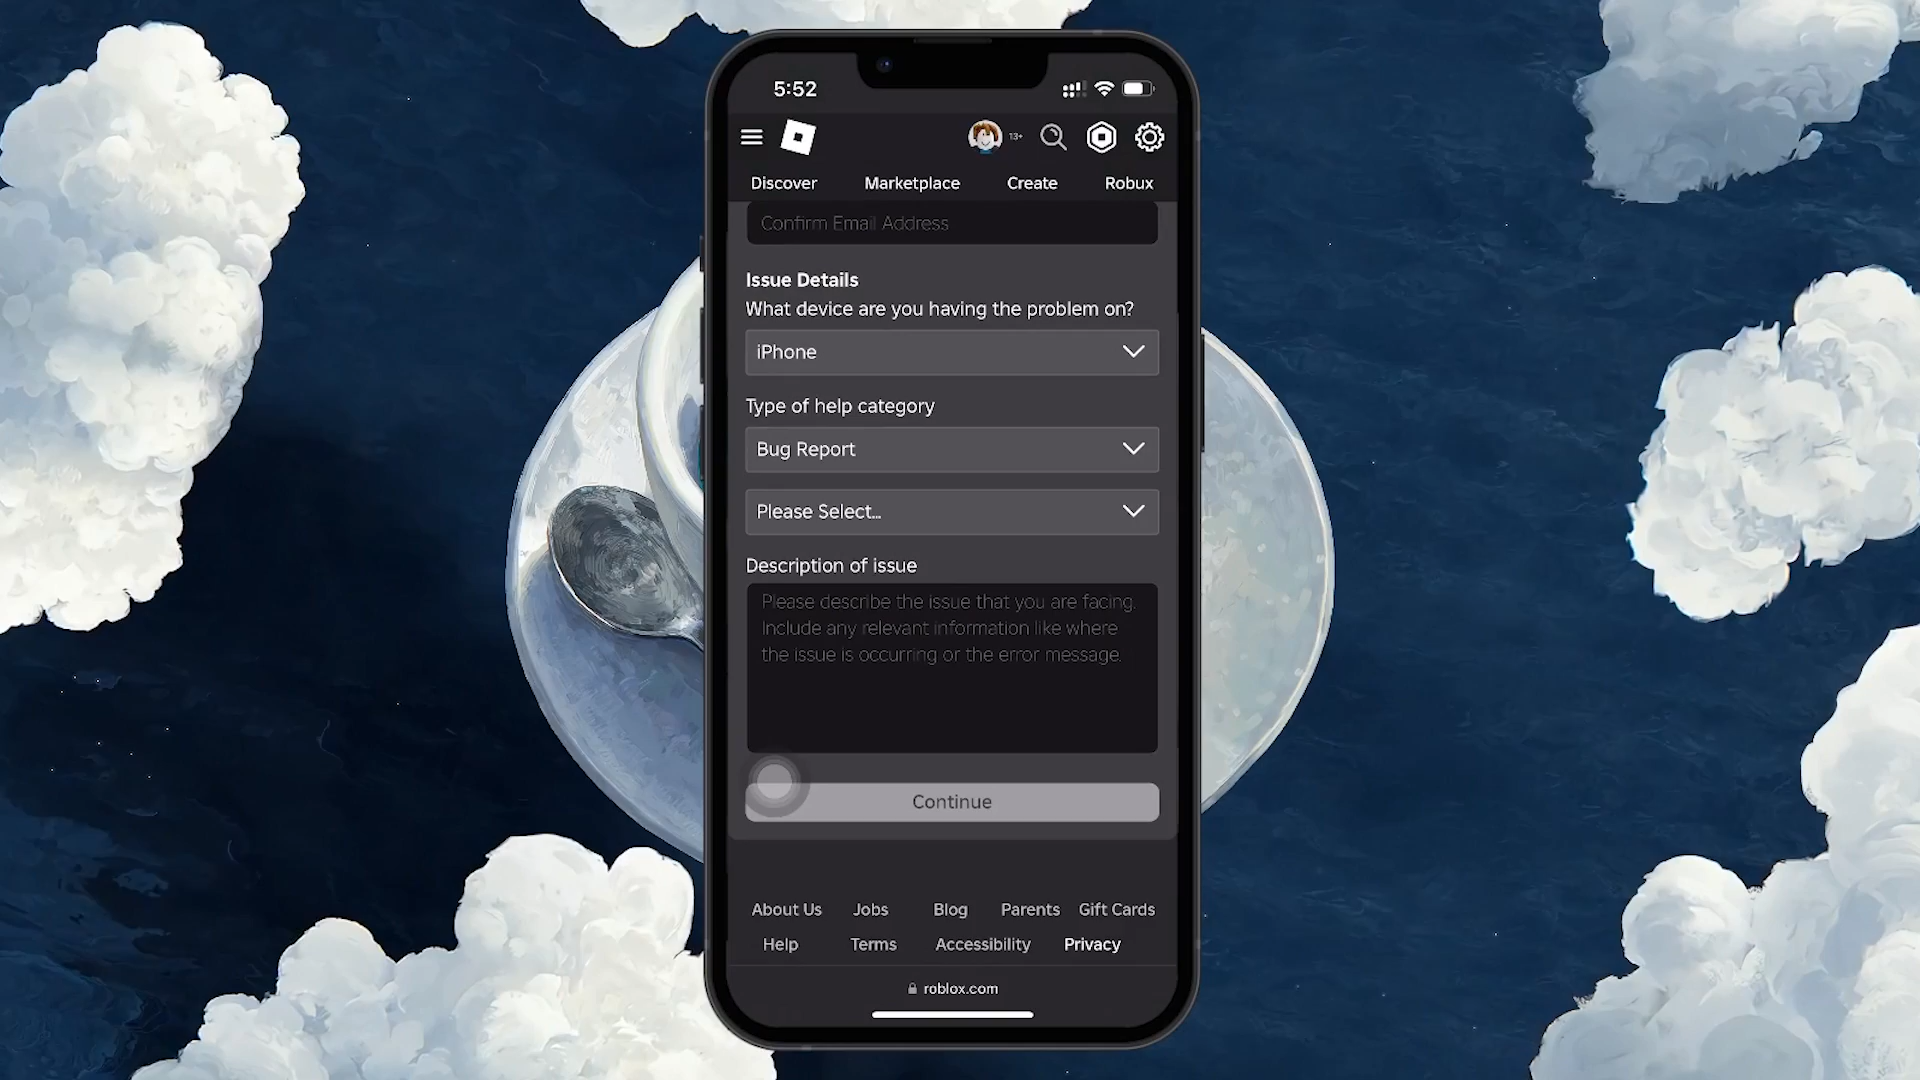 5:52
13+
Discover Marketplace Create Robux
Confirm Email Address
Issue Details
What device are you having the problem on?
iPhone
Type of help category
Bug Report
Please Select...
Description of issue
Please describe the issue that you are facing.
Include any relevant information like where
the issue is occurring or the error message.
Continue
About Us Jobs Blog Parents Gift Cards
Help Terms Accessibility Privacy
roblox.com